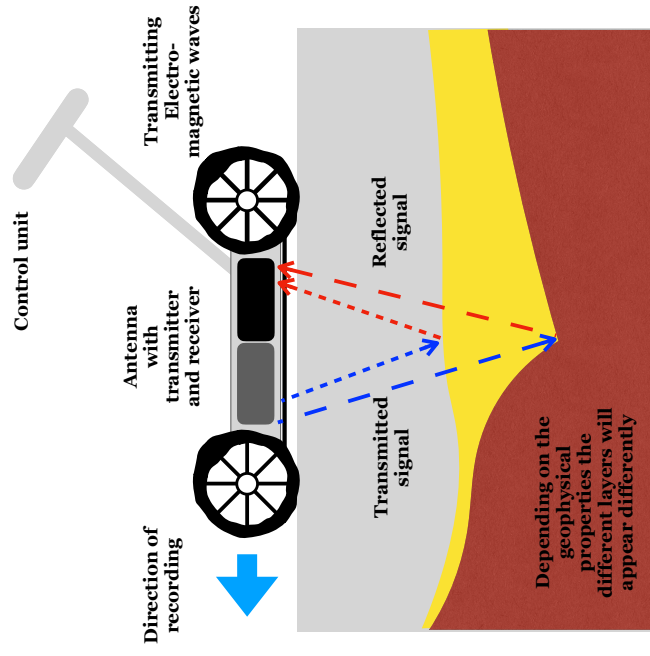 Control unit
Direction of
recording
Antenna
with
transmitter
and receiver
Transmitting
Electro-
magnetic waves
Transmitted
signal
Reflected
signal
Depending on the
geophysical
properties the
different layers will
appear differently